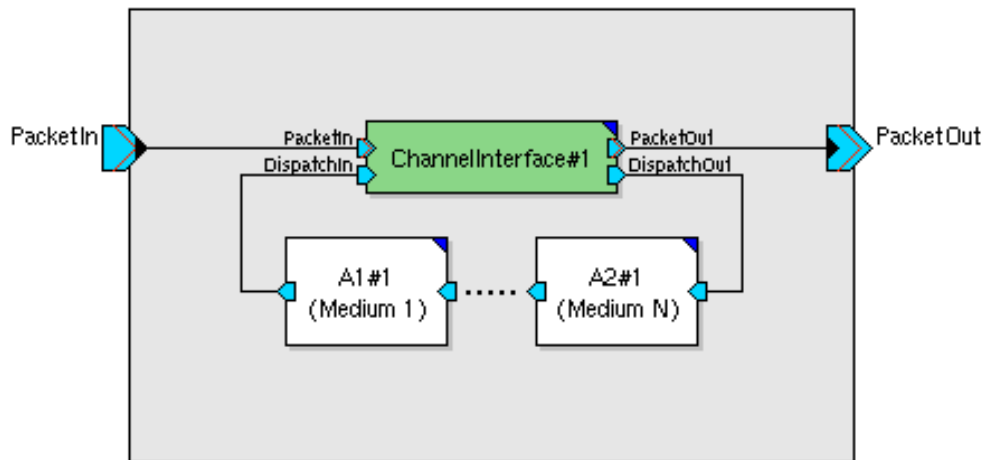 PacketIn
PacketOut
PacketIn
DispatchIn
ChannelInterface#1
PacketOut
DispatchOut
A1#1
(Medium 1)
A2#1
(Medium N)